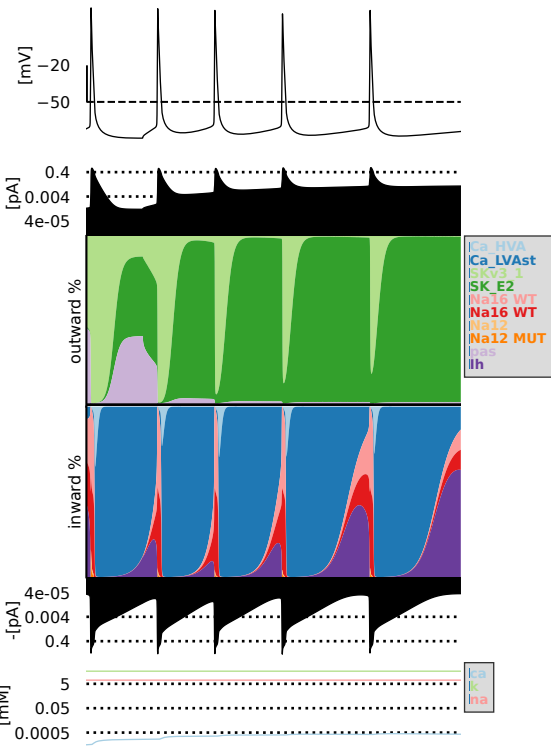 [mV]
−20
−50
[pA]
0.4
0.004
4e-05
outward %
Ca_HVA
Ca_LVAst
SKv3_1
SK_E2
Na16 WT
Na16 WT
Na12
Na12 MUT
pas
Ih
inward %
-[pA]
4e-05
0.004
0.4
[mM]
5
0.05
0.0005
ca
k
na